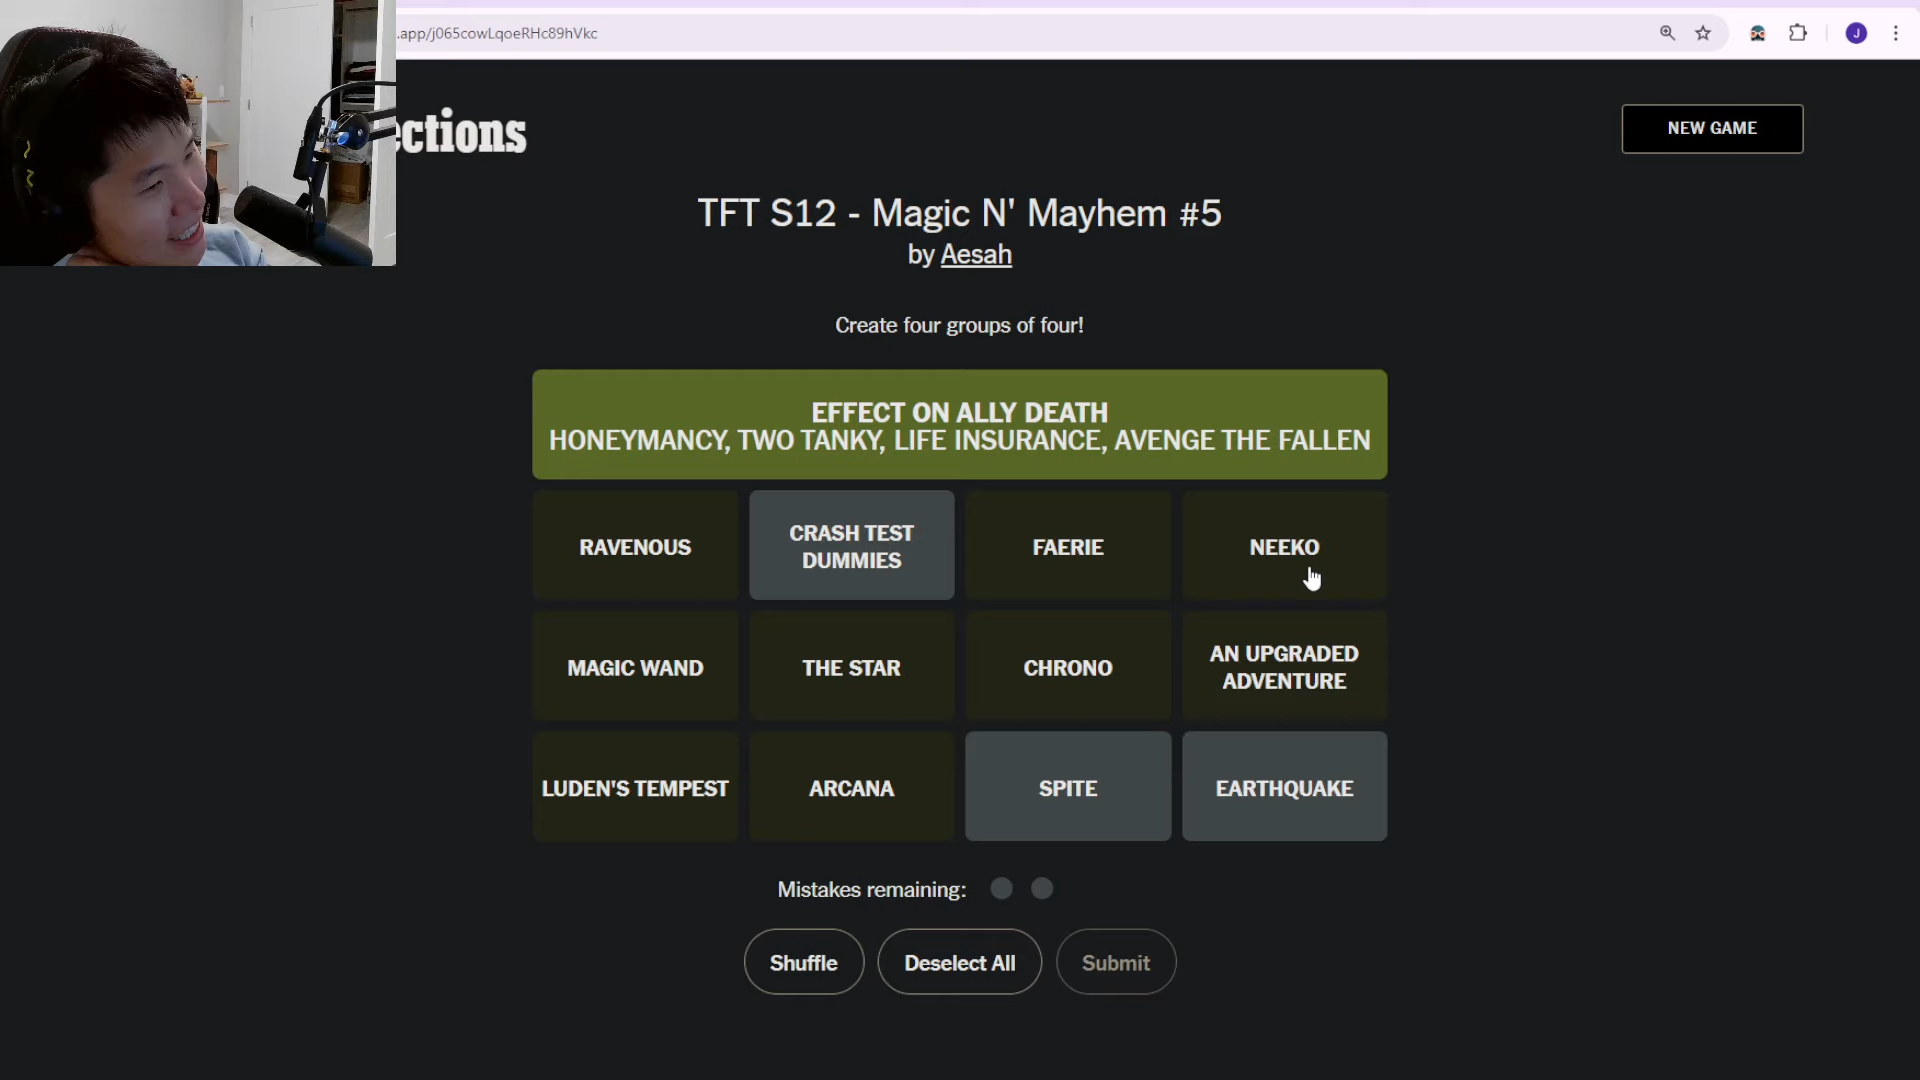 .app/j065cowLqoeRHc89hVkc
J
ections
NEW GAME
TFT S12 - Magic N' Mayhem #5
by Aesah
Create four groups of four!
EFFECT ON ALLY DEATH
HONEYMANCY, TWO TANKY, LIFE INSURANCE, AVENGE THE FALLEN
RAVENOUS
CRASH TEST
DUMMIES
FAERIE
NEEKO
MAGIC WAND
THE STAR
CHRONO
AN UPGRADED
ADVENTURE
LUDEN'S TEMPEST
ARCANA
SPITE
EARTHQUAKE
Mistakes remaining:
Shuffle
Deselect All
Submit